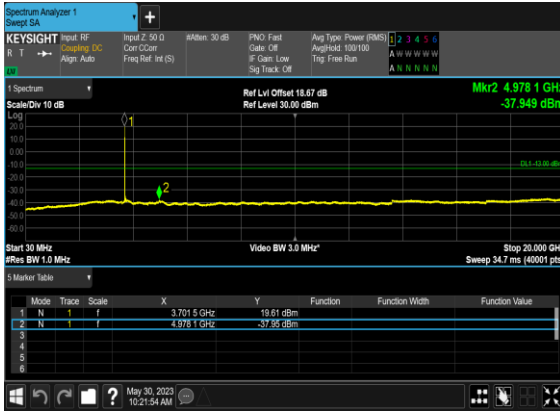 Spectrum Analyzer 1
Swept SA
+
KEYSIGHT
R T
Input: RF
Coupling: DC
Align: Auto
Input Z: 50 Ω
Corr CCorr
Freq Ref: Int (S)
#Atten: 30 dB
PNO: Fast
Gate: Off
IF Gain: Low
Sig Track: Off
Avg Type: Power (RMS)
Avg|Hold: 100/100
Trig: Free Run
1 2 3 4 5 6
A W W W W W
A N N N N N
1 Spectrum
Scale/Div 10 dB
Ref Lvl Offset 18.67 dB
Ref Level 30.00 dBm
Mkr2 4.978 1 GHz
-37.949 dBm
Log
20.0
10.0
0.00
-10.0
-20.0
-30.0
-40.0
-50.0
-60.0
1
2
DL1 -13.00 dBm
Start 30 MHz
#Res BW 1.0 MHz
Video BW 3.0 MHz*
Stop 20.000 GHz
Sweep 34.7 ms (40001 pts)
5 Marker Table
Mode Trace Scale X Y Function Function Width Function Value
1 N 1 f 3.701 5 GHz 19.61 dBm
2 N 1 f 4.978 1 GHz -37.95 dBm
3
4
5
6
?
May 30, 2023
10:21:54 AM